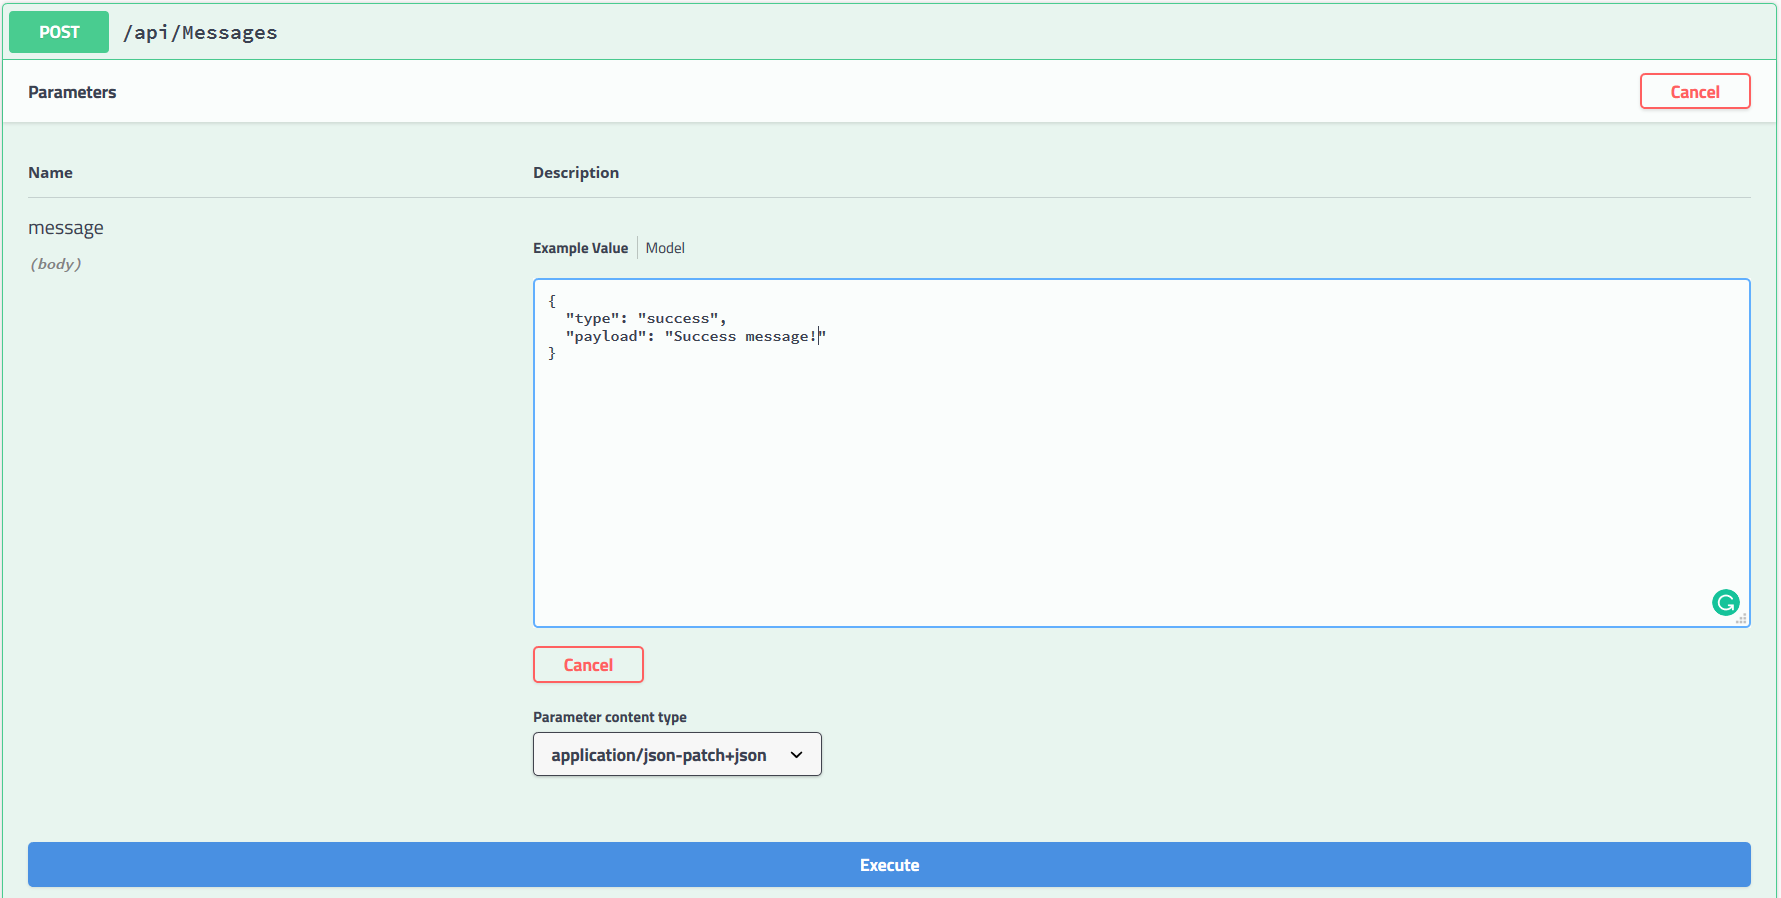 POST /api/Messages
Parameters
Cancel
Name Description
message
(body)
Example Value Model
{
  "type": "success",
  "payload": "Success message!"
}
Cancel
Parameter content type
application/json-patch+json
Execute